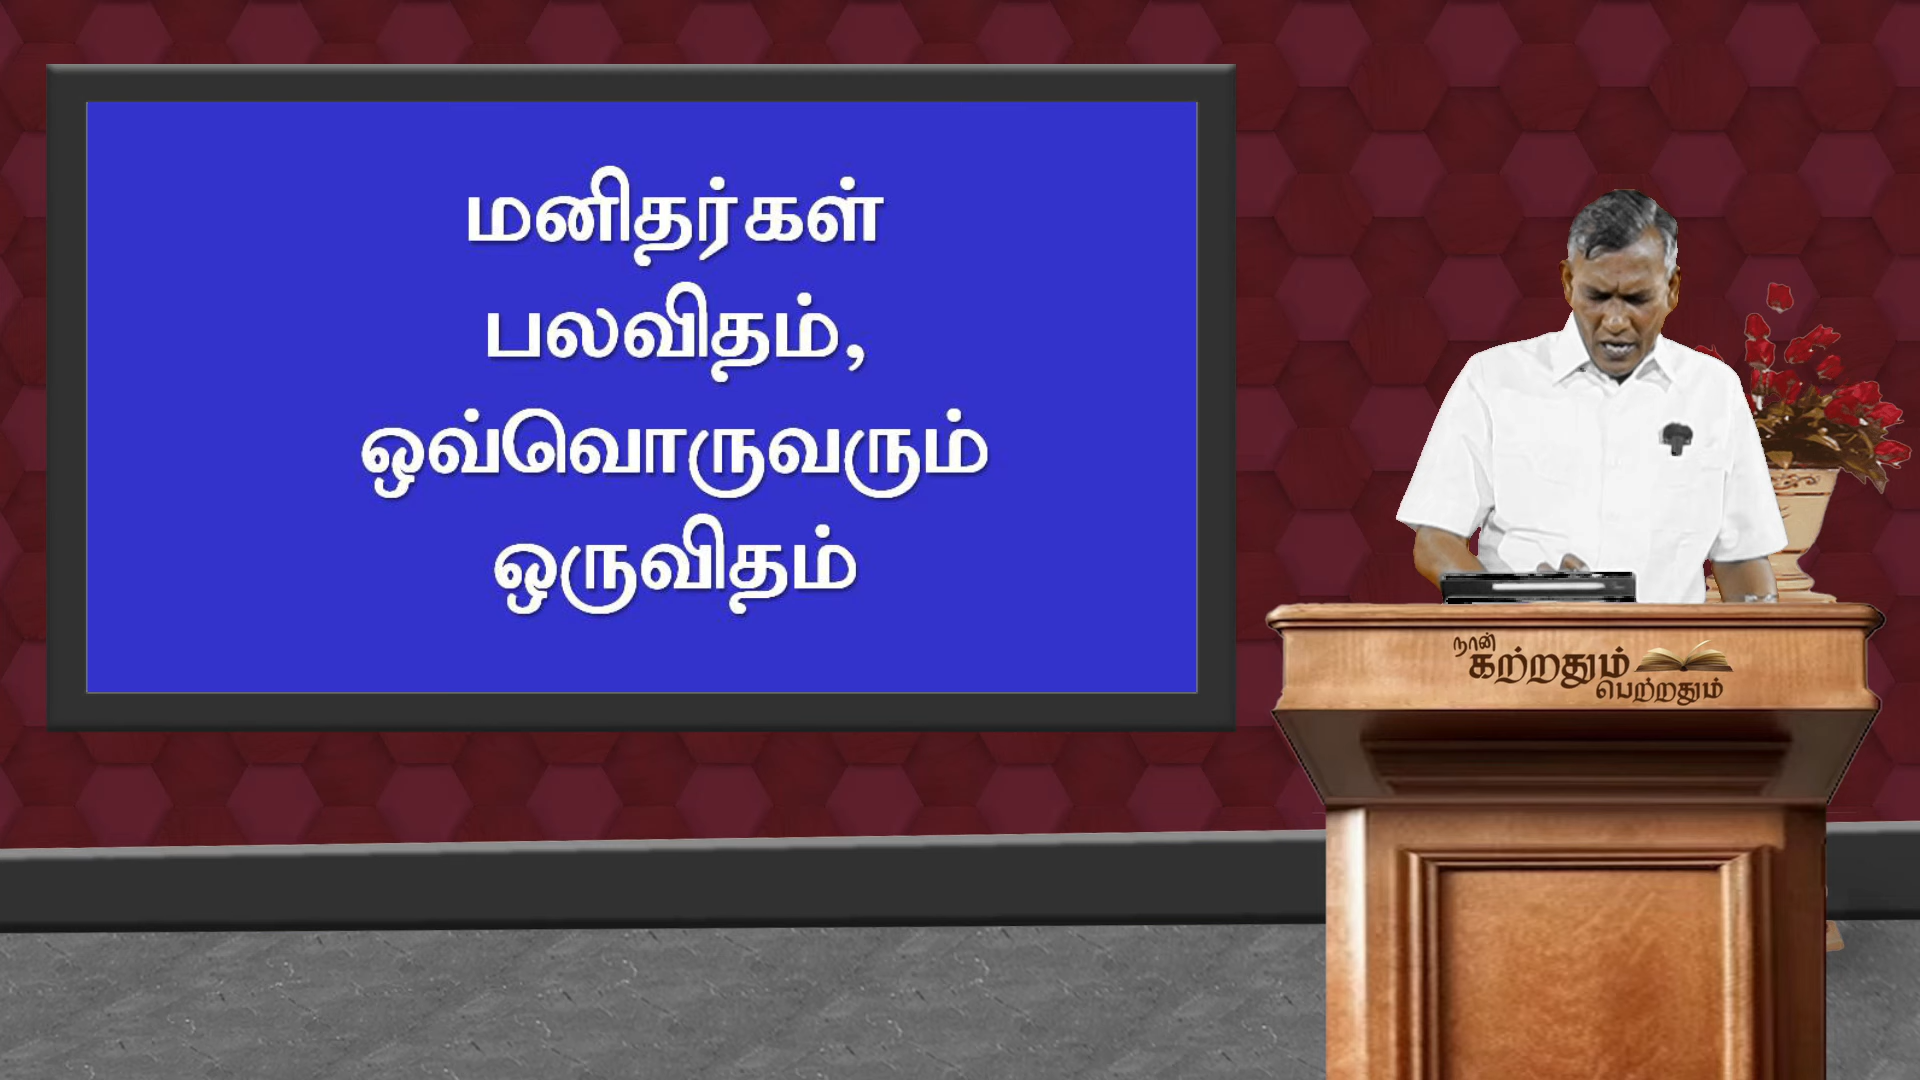 மனிதர்கள்
பலவிதம்,
ஒவ்வொருவரும்
ஒருவிதம்
நான்
கற்றதும்
பெற்றதும்